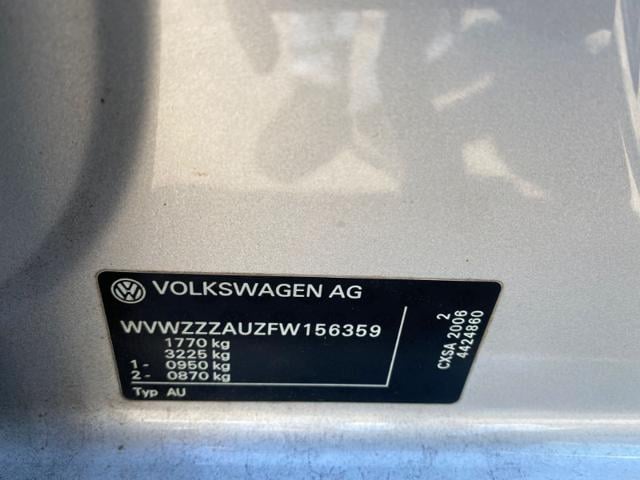 VOLKSWAGEN AG
WVWZZZAUZFW156359
1770 kg
3225 kg
1- 0950 kg
2- 0870 kg
Typ AU
2
CXSA 2006
4424860